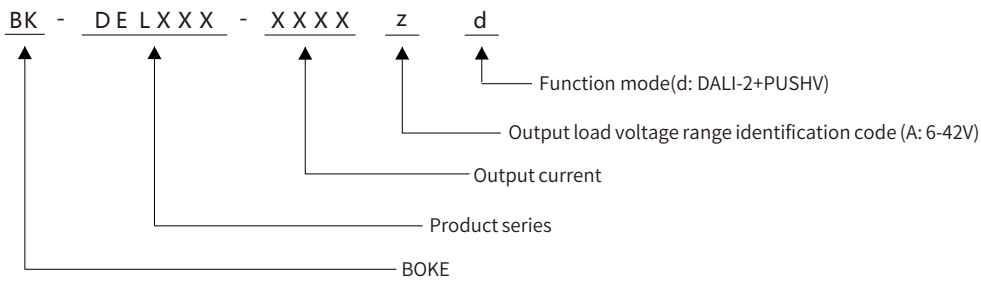 BK - DELXXX - XXXX z d
Function mode(d: DALI-2+PUSHV)
Output load voltage range identification code (A: 6-42V)
Output current
Product series
BOKE